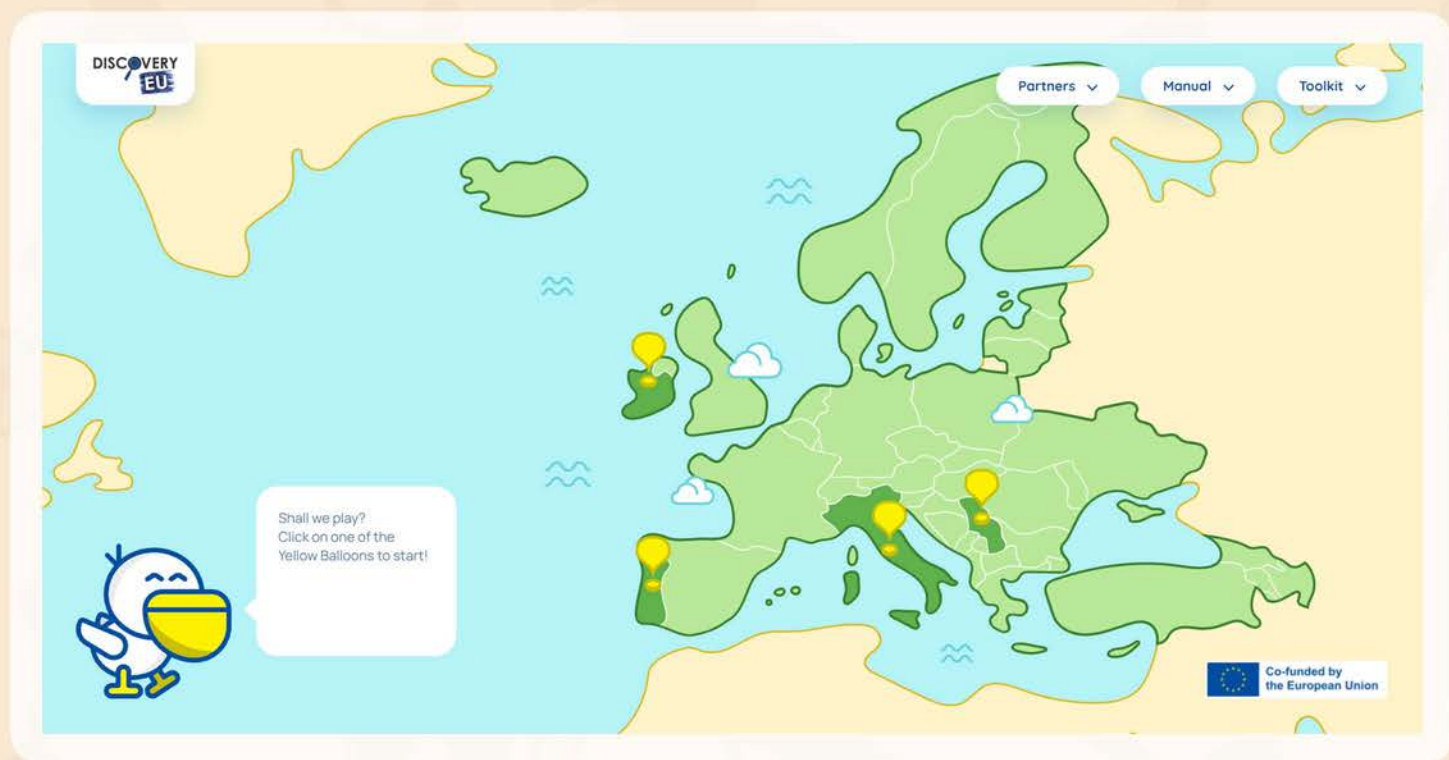 DISCOVERY
EU
Partners
Manual
Toolkit
Shall we play?
Click on one of the
Yellow Balloons to start!
Co-funded by
the European Union